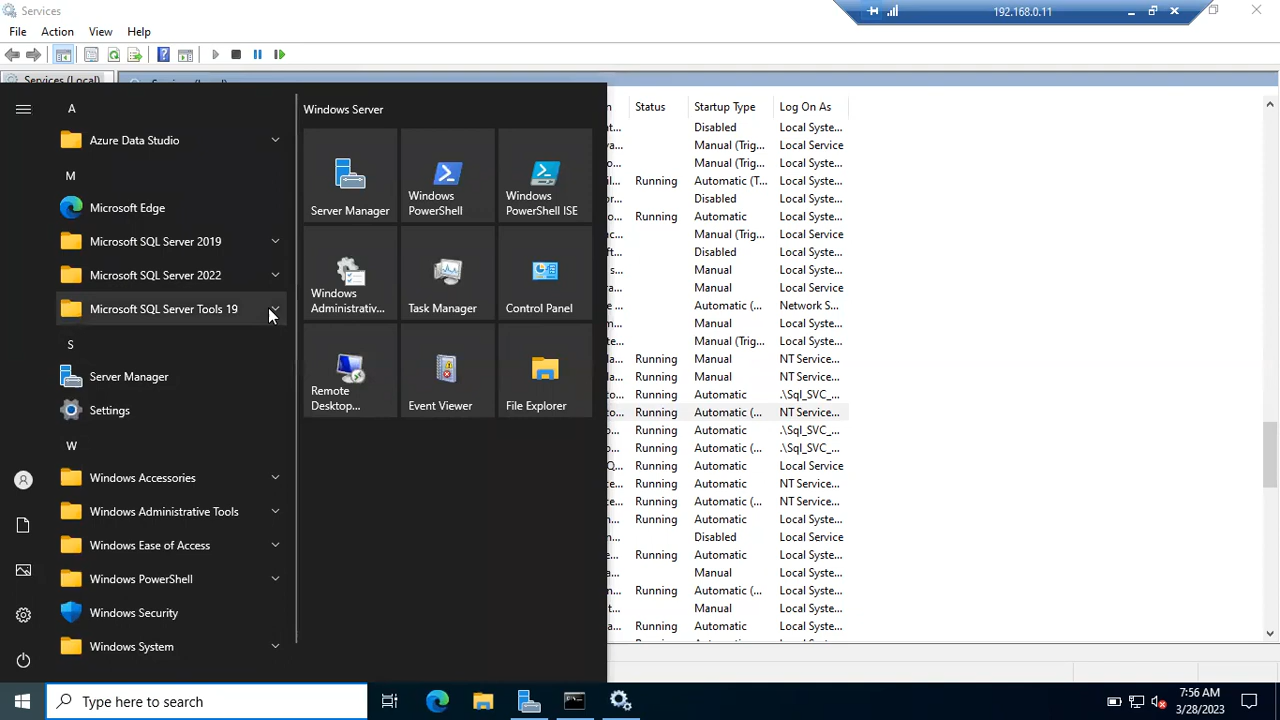 Services
192.168.0.11
File Action View Help
Services (Local)
A
Azure Data Studio
M
Microsoft Edge
Microsoft SQL Server 2019
Microsoft SQL Server 2022
Microsoft SQL Server Tools 19
S
Server Manager
Settings
W
Windows Accessories
Windows Administrative Tools
Windows Ease of Access
Windows PowerShell
Windows Security
Windows System
Windows Server
Server Manager
Windows
PowerShell
Windows
PowerShell ISE
Windows
Administrativ...
Task Manager
Control Panel
Remote
Desktop...
Event Viewer
File Explorer
Status Startup Type Log On As
Disabled Local Syste...
Manual (Trig... Local Service
Manual (Trig... Local Syste...
Running Automatic (T... Local Syste...
Disabled Local Syste...
Running Automatic Local Syste...
Manual (Trig... Local Syste...
Disabled Local Syste...
Manual Local Syste...
Manual Local Syste...
Automatic (... Network S...
Manual Local Syste...
Manual (Trig... Local Syste...
Running Manual NT Service...
Running Manual NT Service...
Running Automatic .\Sql_SVC_...
Running Automatic (... NT Service...
Running Automatic .\Sql_SVC_...
Running Automatic (... .\Sql_SVC_...
Running Automatic Local Service
Running Automatic NT Service...
Running Automatic (... NT Service...
Running Automatic Local Syste...
Disabled Local Syste...
Running Automatic Local Syste...
Manual Local Syste...
Running Automatic (... Local Syste...
Manual Local Syste...
Running Automatic Local Syste...
Type here to search
7:56 AM
3/28/2023